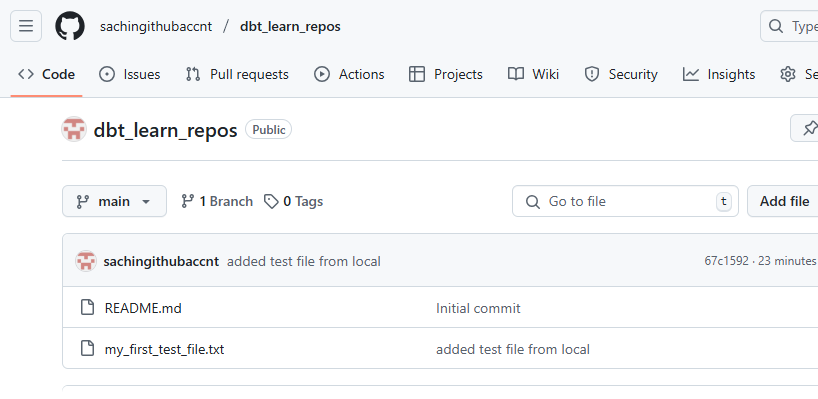 sachingithubaccnt / dbt_learn_repos Type
Code Issues Pull requests Actions Projects Wiki Security Insights Se
dbt_learn_repos Public
main 1 Branch 0 Tags Go to file t Add file
sachingithubaccnt added test file from local 67c1592 · 23 minutes
README.md Initial commit
my_first_test_file.txt added test file from local